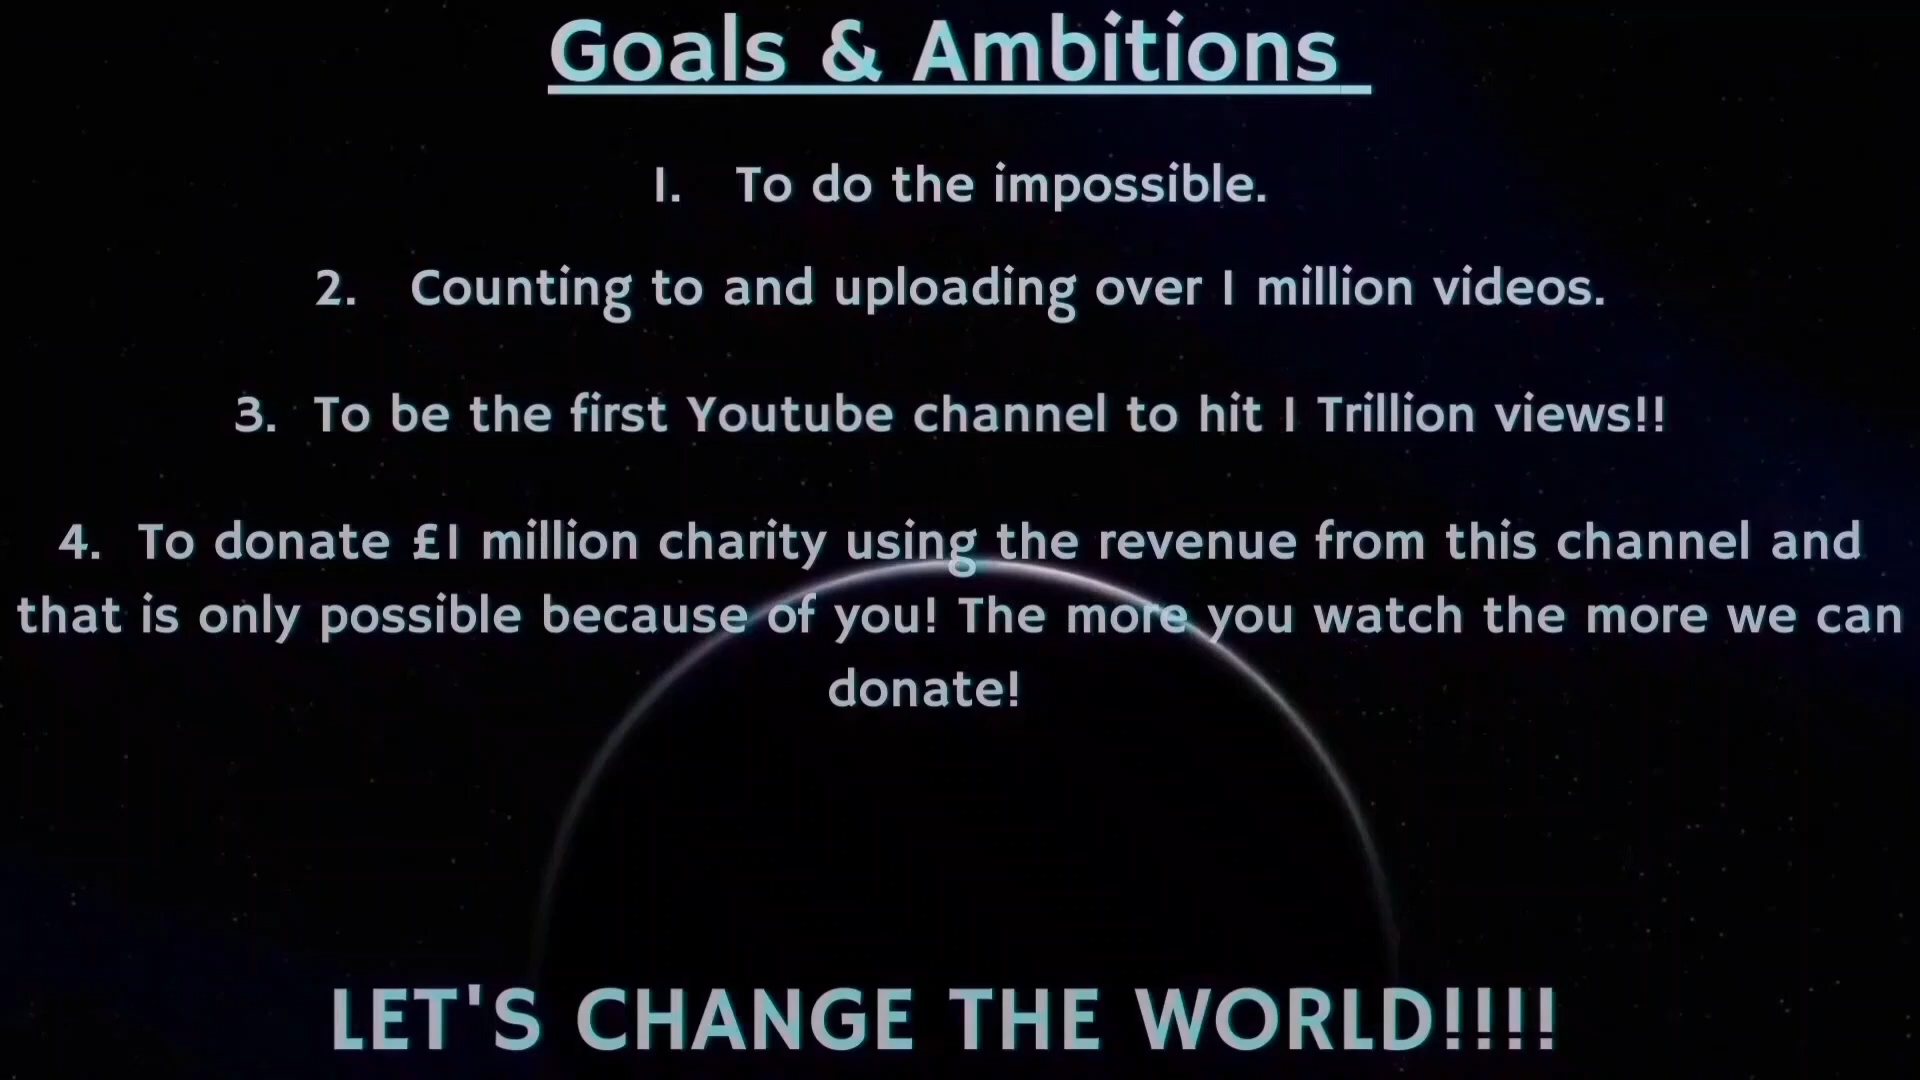 Goals & Ambitions
1. To do the impossible.
2. Counting to and uploading over 1 million videos.
3. To be the first Youtube channel to hit 1 Trillion views!!
4. To donate £1 million charity using the revenue from this channel and
that is only possible because of you! The more you watch the more we can
donate!
LET'S CHANGE THE WORLD!!!!